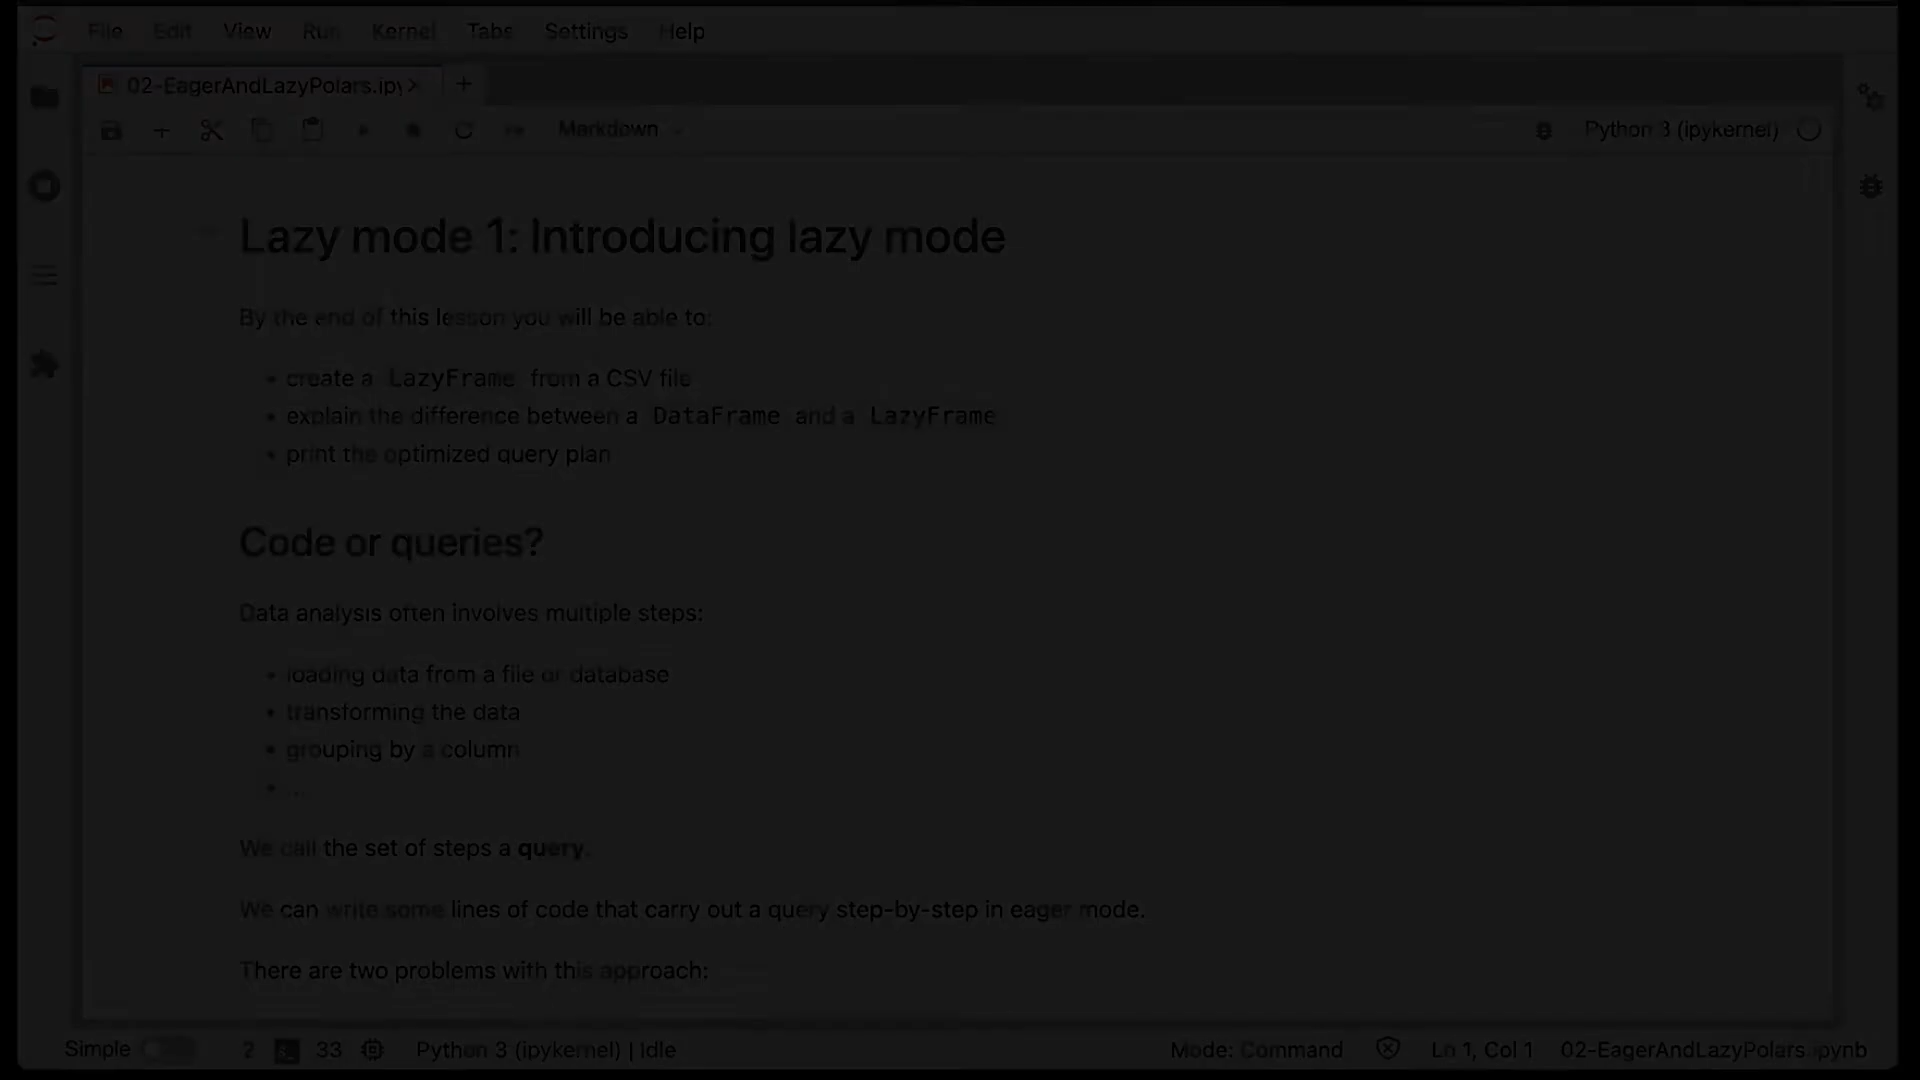 File Edit View Run Kernel Tabs Settings Help
02-EagerAndLazyPolars.ipy
Markdown
Python 3 (ipykernel)
Lazy mode 1: Introducing lazy mode
By the end of this lesson you will be able to:
• create a LazyFrame from a CSV file
• explain the difference between a DataFrame and a LazyFrame
• print the optimized query plan
Code or queries?
Data analysis often involves multiple steps:
• loading data from a file or database
• transforming the data
• grouping by a column
• ...
We call the set of steps a query.
We can write some lines of code that carry out a query step-by-step in eager mode.
There are two problems with this approach:
Simple 2 33 Python 3 (ipykernel) | Idle Mode: Command Ln 1, Col 1 02-EagerAndLazyPolars.ipynb